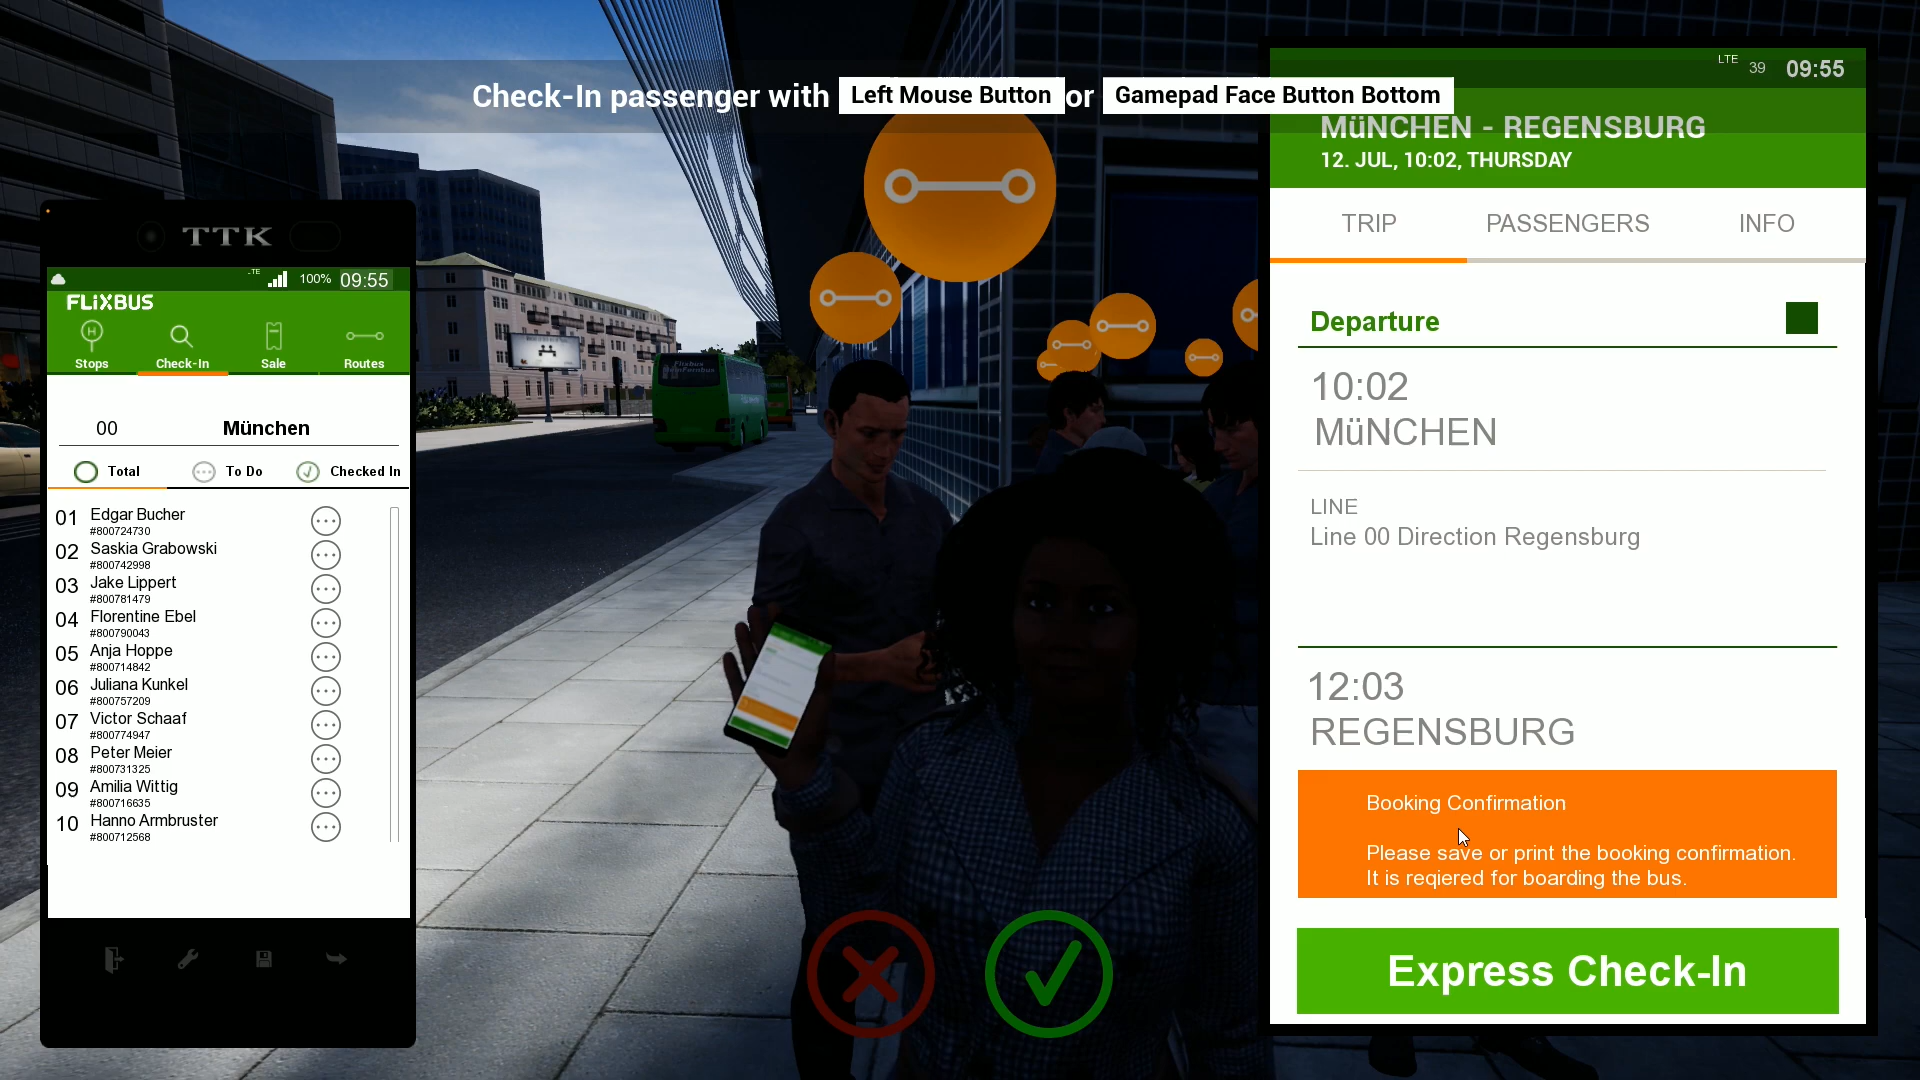 Check-In passenger with Left Mouse Button or Gamepad Face Button Bottom
TTK
LTE 100% 09:55
FLiXBUS
Stops Check-In Sale Routes
00 München
Total To Do Checked In
01 Edgar Bucher
#800724730
02 Saskia Grabowski
#800742998
03 Jake Lippert
#800781479
04 Florentine Ebel
#800790043
05 Anja Hoppe
#800714842
06 Juliana Kunkel
#800757209
07 Victor Schaaf
#800774947
08 Peter Meier
#800731325
09 Amilia Wittig
#800716635
10 Hanno Armbruster
#800712568
H
LTE 39 09:55
MüNCHEN - REGENSBURG
12. JUL, 10:02, THURSDAY
TRIP PASSENGERS INFO
Departure
10:02
MüNCHEN
LINE
Line 00 Direction Regensburg
12:03
REGENSBURG
Booking Confirmation
Please save or print the booking confirmation.
It is reqiered for boarding the bus.
Express Check-In